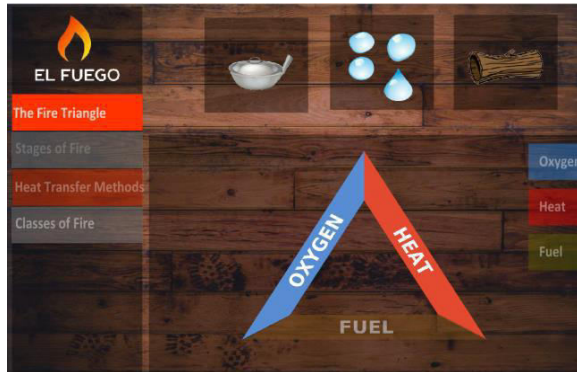 EL FUEGO
The Fire Triangle
Stages of Fire
Heat Transfer Methods
Classes of Fire
OXYGEN
HEAT
FUEL
Oxygen
Heat
Fuel